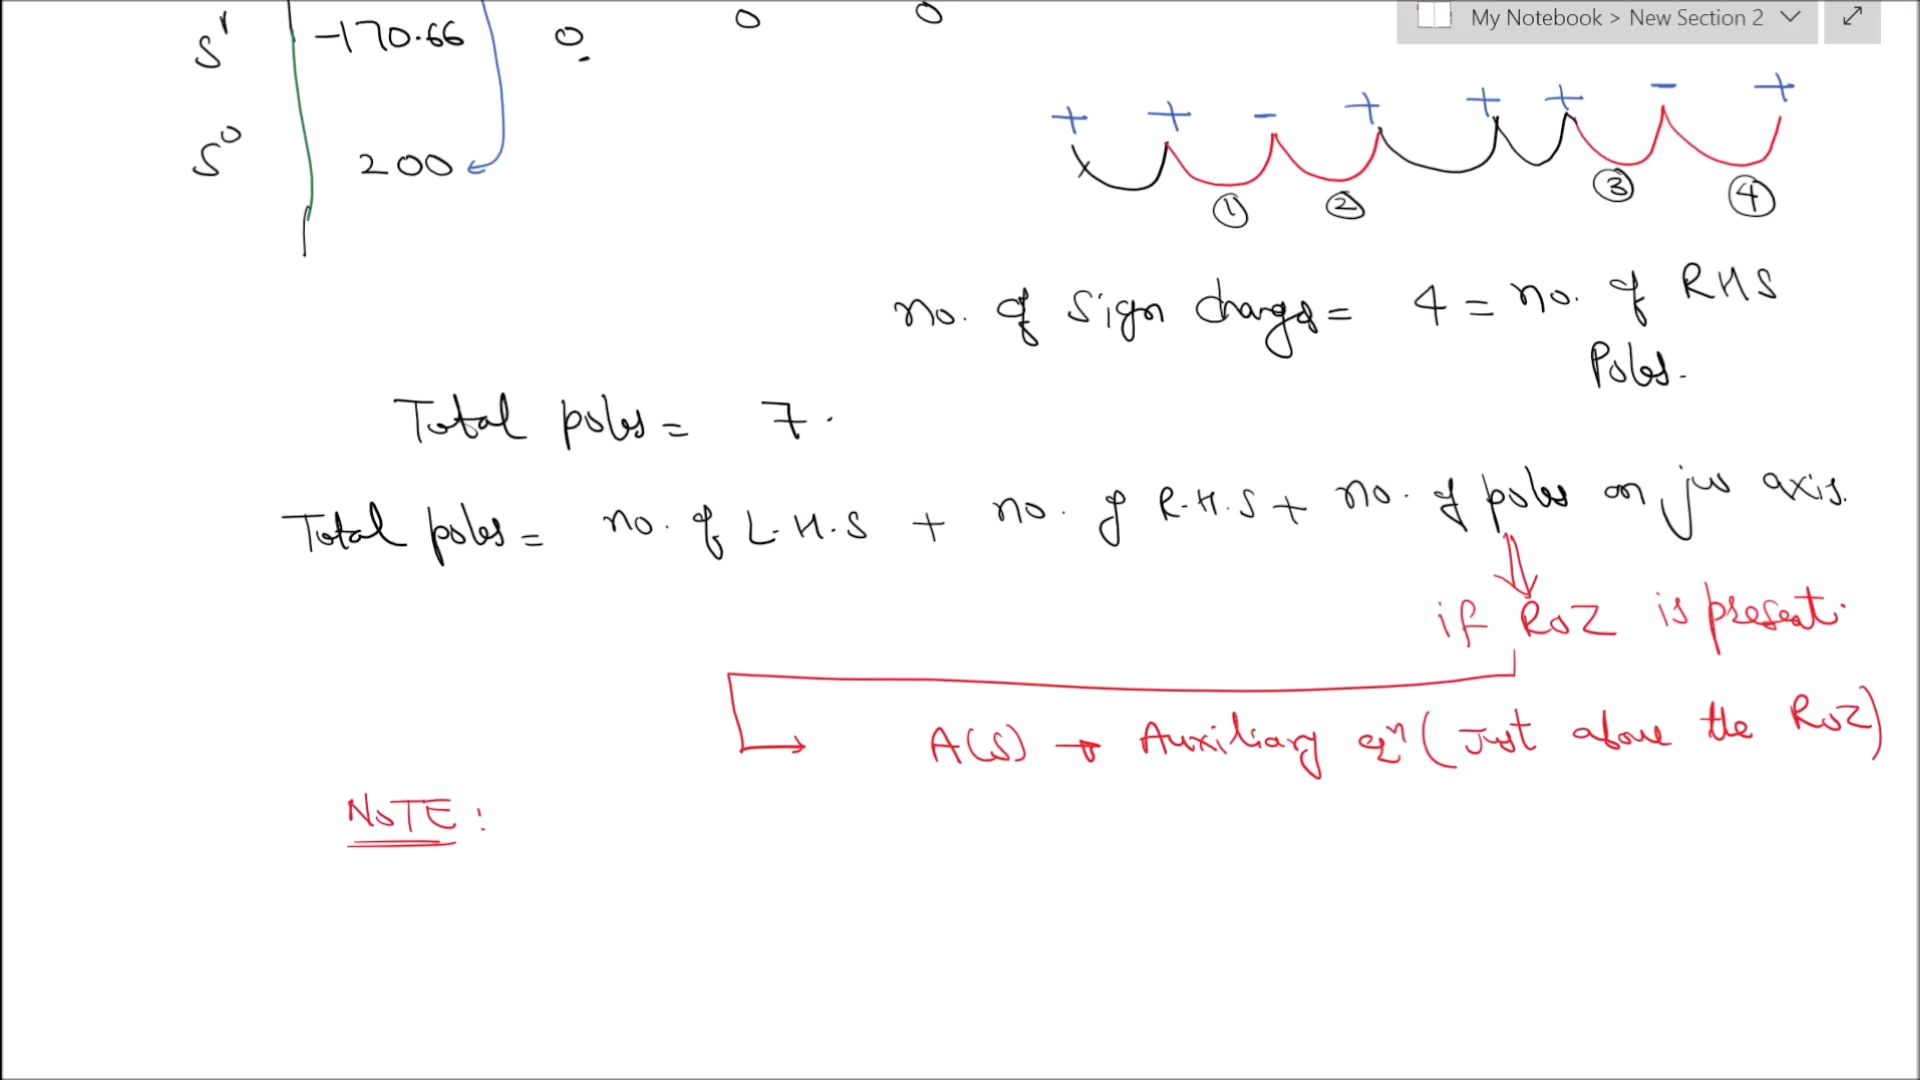 My Notebook > New Section 2
S¹ -170.66 0 0 0
S⁰ 200
+ + - + + + - +
① ② ③ ④
no. of sign changes = 4 = no. of RHS
Poles.
Total poles = 7.
Total poles = no. of L.H.S + no. of R.H.S + no. of poles on jω axis.
if ROZ is present.
A(S) → Auxiliary eqⁿ (Just above the ROZ)
NOTE :